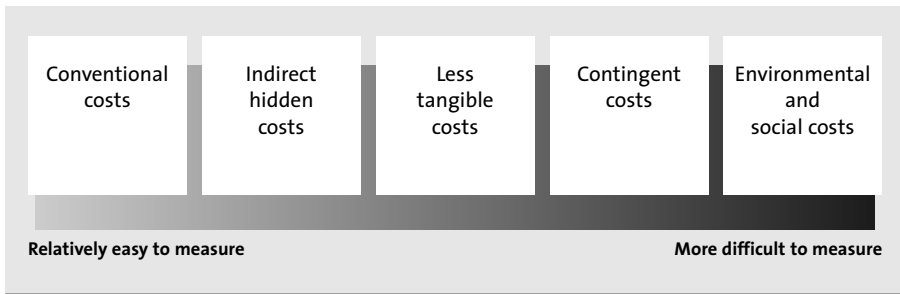 Conventional
costs
Indirect
hidden
costs
Less
tangible
costs
Contingent
costs
Environmental
and
social costs
Relatively easy to measure
More difficult to measure